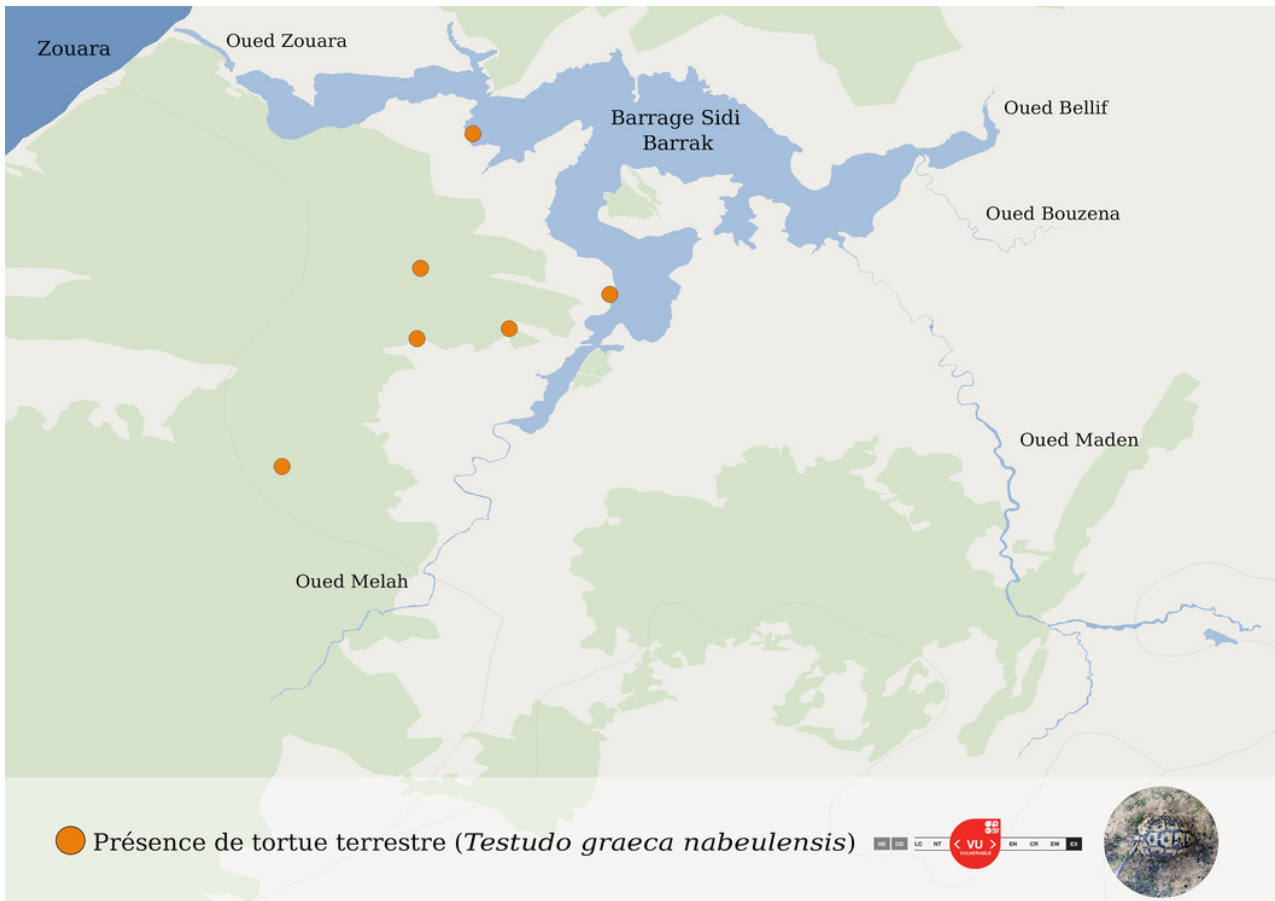 Zouara
Oued Zouara
Oued Bellif
Barrage Sidi
Barrak
Oued Bouzena
Oued Maden
Oued Melah
Présence de tortue terrestre (Testudo graeca nabeulensis)
NE DD LC NT < VU > EN CR EW EX
VULNERABLE